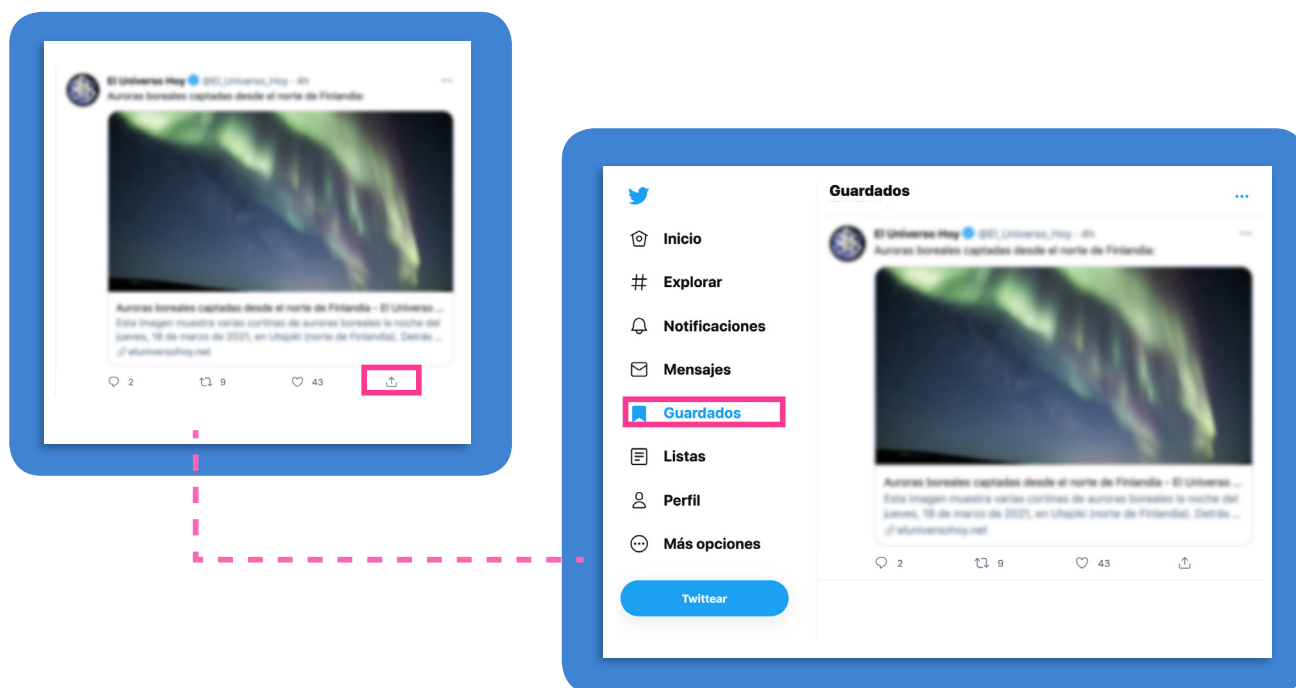 El Universo Hoy @El_Universo_Hoy · 4h
Auroras boreales captadas desde el norte de Finlandia:
Auroras boreales captadas desde el norte de Finlandia - El Universo ...
Esta imagen muestra varias cortinas de auroras boreales la noche del
jueves, 18 de marzo de 2021, en Utsjoki (norte de Finlandia). Detrás ...
eluniversohoy.net
2 9 43
Guardados
Inicio
Explorar
Notificaciones
Mensajes
Guardados
Listas
Perfil
Más opciones
Twittear
El Universo Hoy @El_Universo_Hoy · 4h
Auroras boreales captadas desde el norte de Finlandia:
Auroras boreales captadas desde el norte de Finlandia - El Universo ...
Esta imagen muestra varias cortinas de auroras boreales la noche del
jueves, 18 de marzo de 2021, en Utsjoki (norte de Finlandia). Detrás ...
eluniversohoy.net
2 9 43